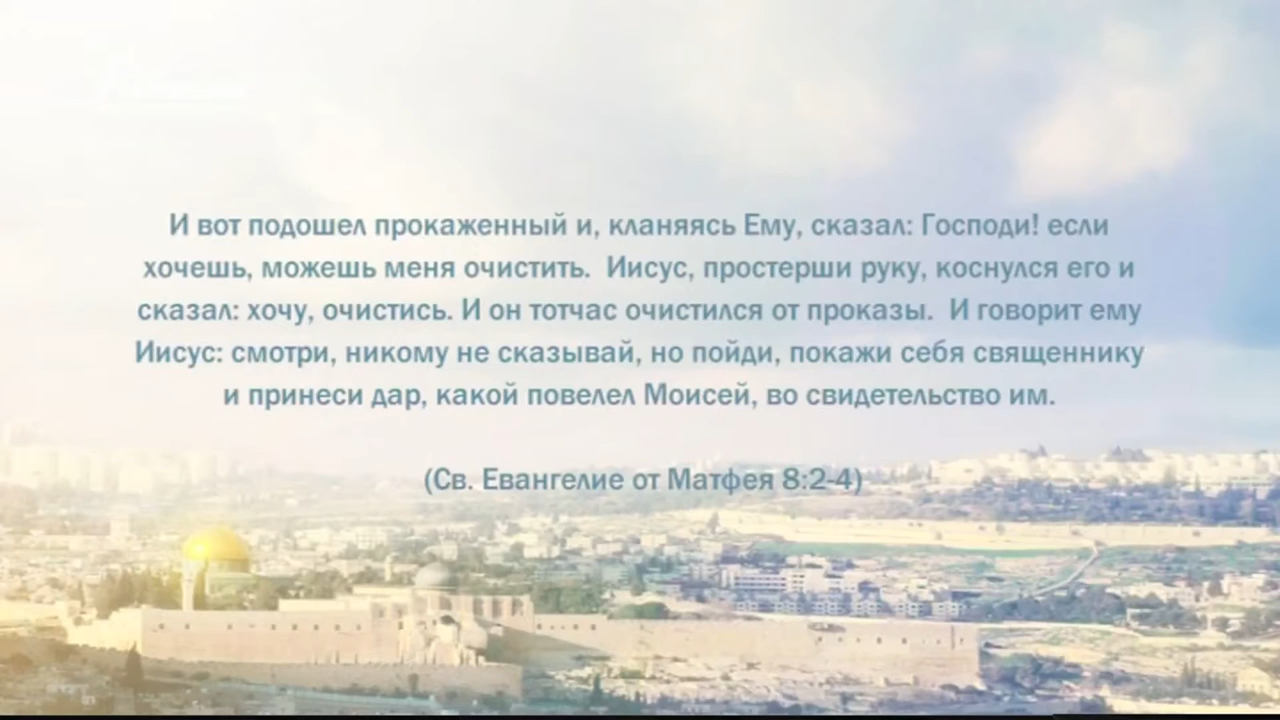 И вот подошел прокаженный и, кланяясь Ему, сказал: Господи! если
хочешь, можешь меня очистить.  Иисус, простерши руку, коснулся его и
сказал: хочу, очистись. И он тотчас очистился от проказы.  И говорит ему
Иисус: смотри, никому не сказывай, но пойди, покажи себя священнику
и принеси дар, какой повелел Моисей, во свидетельство им.
(Св. Евангелие от Матфея 8:2-4)